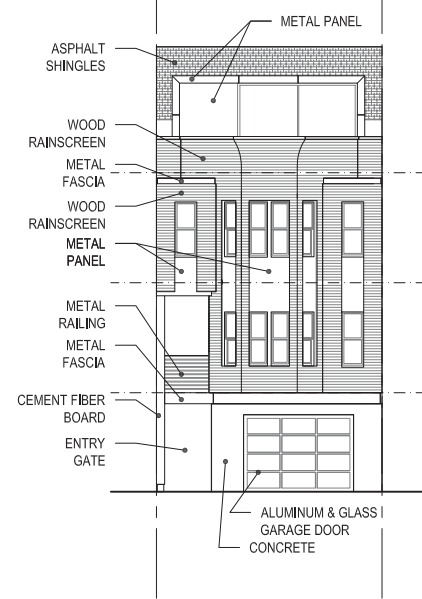 METAL PANEL
ASPHALT
SHINGLES
WOOD
RAINSCREEN
METAL
FASCIA
WOOD
RAINSCREEN
METAL
PANEL
METAL
RAILING
METAL
FASCIA
CEMENT FIBER
BOARD
ENTRY
GATE
ALUMINUM & GLASS
GARAGE DOOR
CONCRETE